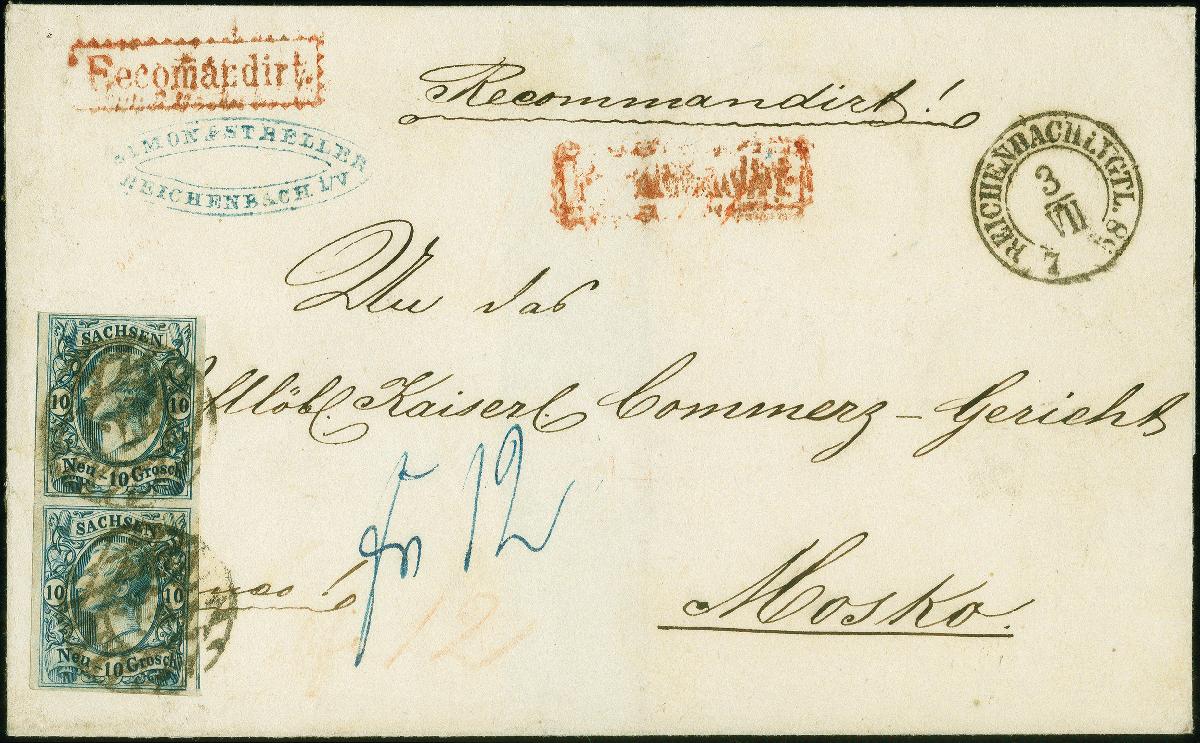 Recomandirt.
Recommandirt!
SIMON & STRELLER
REICHENBACH i/V
REICHENBACH i/VGTL.
3/VII
An das
Kaiserl. Commerz-Gericht
SACHSEN
10 10
Neu-10 Grosch
fr 12
SACHSEN
10 10
Neu-10 Grosch
12
Mosko.